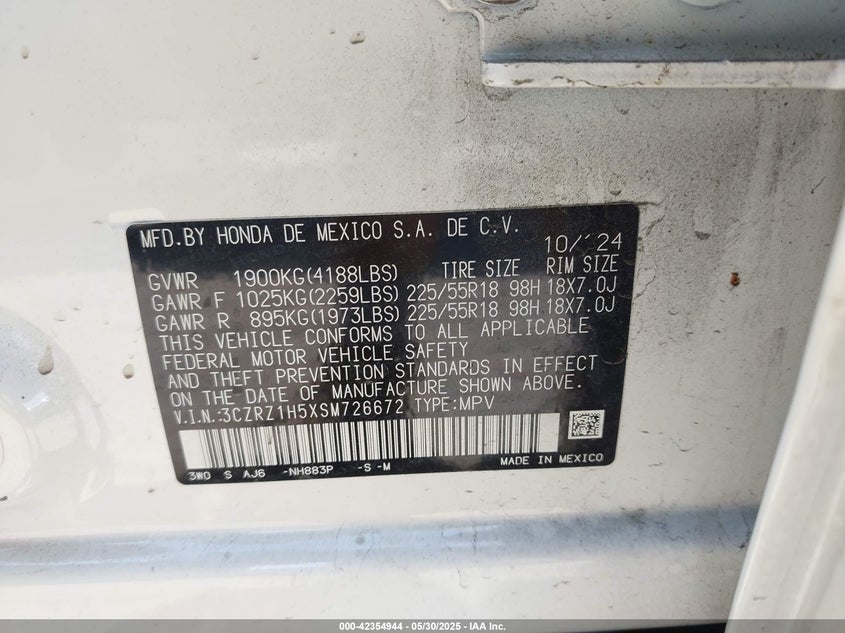 MFD.BY HONDA DE MEXICO S.A. DE C.V.
10/'24
GVWR 1900KG(4188LBS) TIRE SIZE RIM SIZE
GAWR F 1025KG(2259LBS) 225/55R18 98H 18X7.0J
GAWR R 895KG(1973LBS) 225/55R18 98H 18X7.0J
THIS VEHICLE CONFORMS TO ALL APPLICABLE
FEDERAL MOTOR VEHICLE SAFETY
AND THEFT PREVENTION STANDARDS IN EFFECT
ON THE DATE OF MANUFACTURE SHOWN ABOVE.
V.I.N.:3CZRZ1H5XSM726672 TYPE:MPV
3W0 S AJ6 -NH883P -S -M MADE IN MEXICO
000-42354944 - 05/30/2025 - IAA Inc.